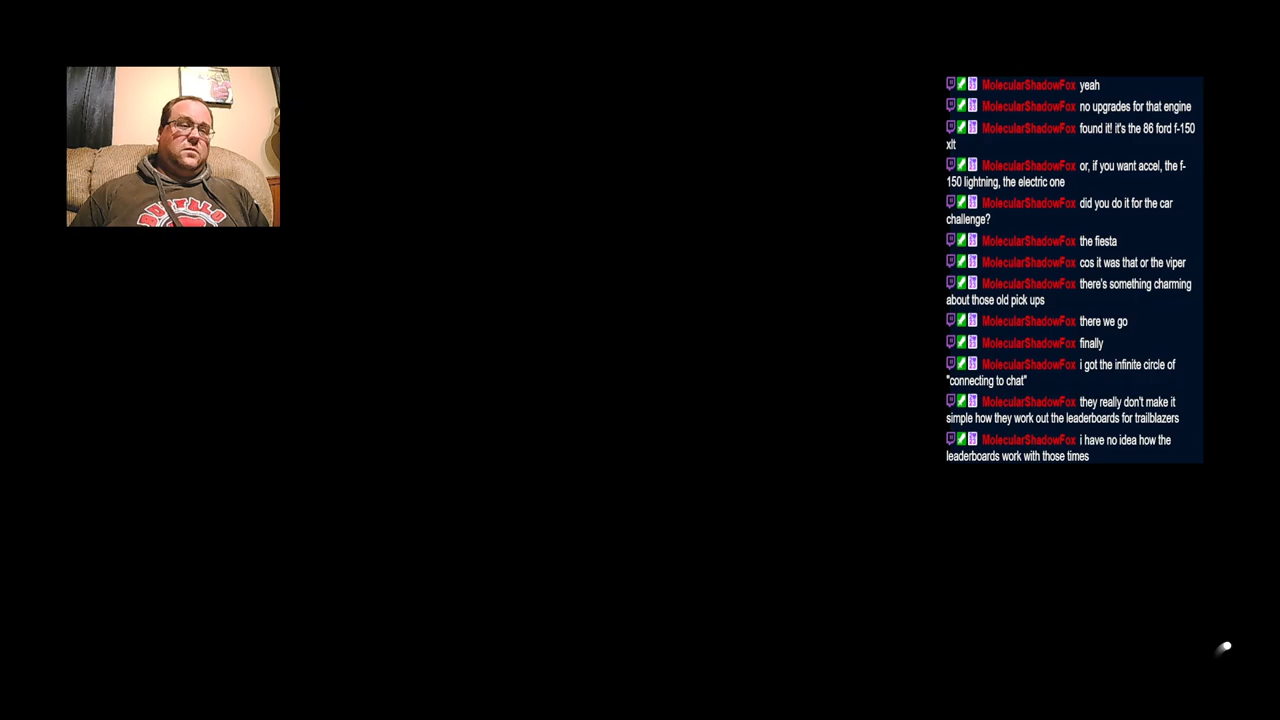 BUFFALO
MolecularShadowFox yeah
MolecularShadowFox no upgrades for that engine
MolecularShadowFox found it! it's the 86 ford f-150
xlt
MolecularShadowFox or, if you want accel, the f-
150 lightning, the electric one
MolecularShadowFox did you do it for the car
challenge?
MolecularShadowFox the fiesta
MolecularShadowFox cos it was that or the viper
MolecularShadowFox there's something charming
about those old pick ups
MolecularShadowFox there we go
MolecularShadowFox finally
MolecularShadowFox i got the infinite circle of
"connecting to chat"
MolecularShadowFox they really don't make it
simple how they work out the leaderboards for trailblazers
MolecularShadowFox i have no idea how the
leaderboards work with those times